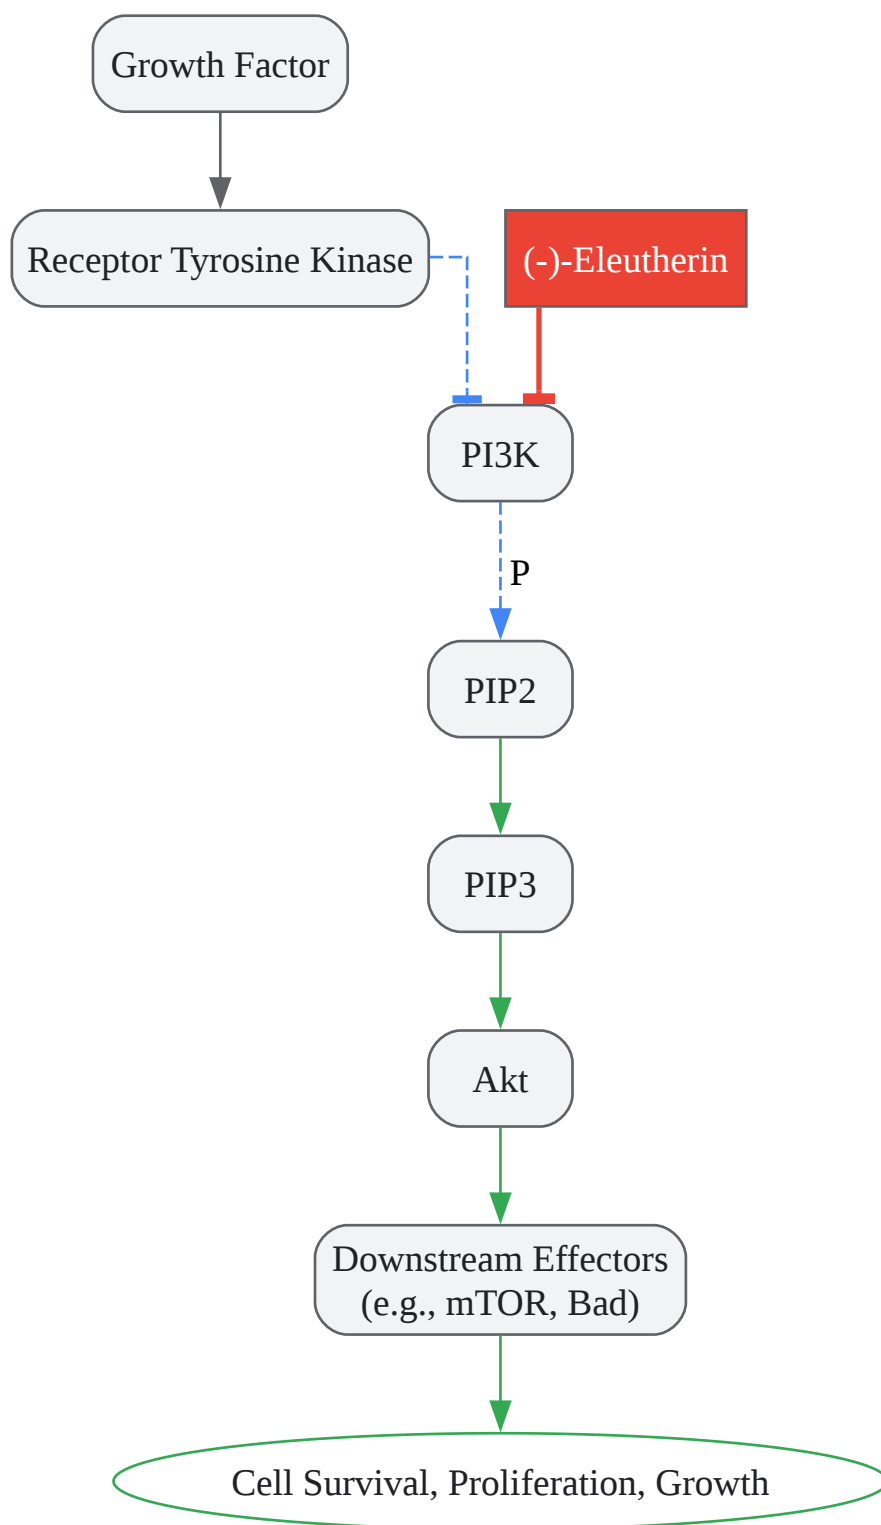 Growth Factor
Receptor Tyrosine Kinase
(-)-Eleutherin
PI3K
P
PIP2
PIP3
Akt
Downstream Effectors
(e.g., mTOR, Bad)
Cell Survival, Proliferation, Growth